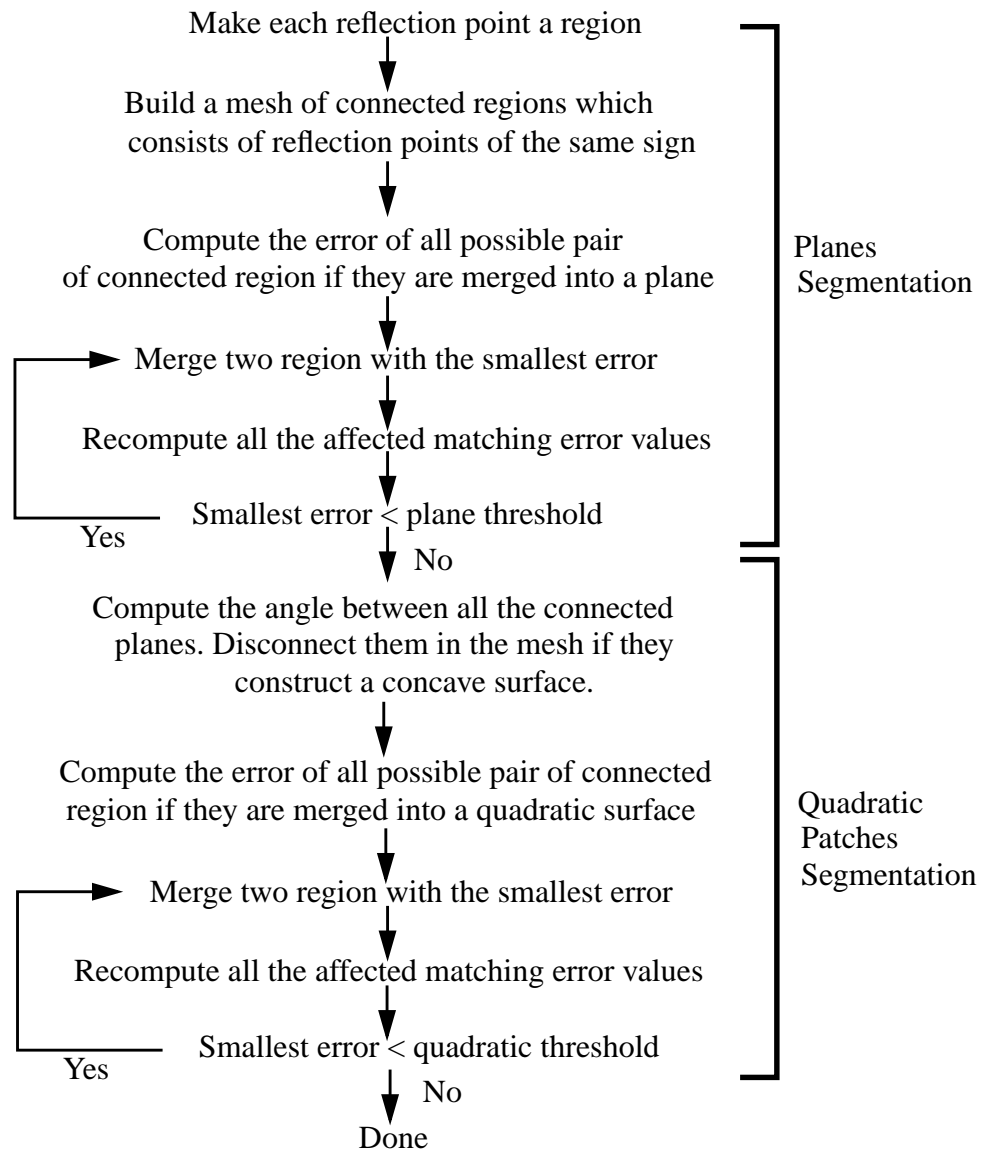 Make each reflection point a region
Build a mesh of connected regions which
consists of reflection points of the same sign
Compute the error of all possible pair
of connected region if they are merged into a plane
Planes
Segmentation
Merge two region with the smallest error
Recompute all the affected matching error values
Smallest error < plane threshold
Yes
No
Compute the angle between all the connected
planes. Disconnect them in the mesh if they
construct a concave surface.
Compute the error of all possible pair of connected
region if they are merged into a quadratic surface
Quadratic
Patches
Segmentation
Merge two region with the smallest error
Recompute all the affected matching error values
Smallest error < quadratic threshold
Yes
No
Done